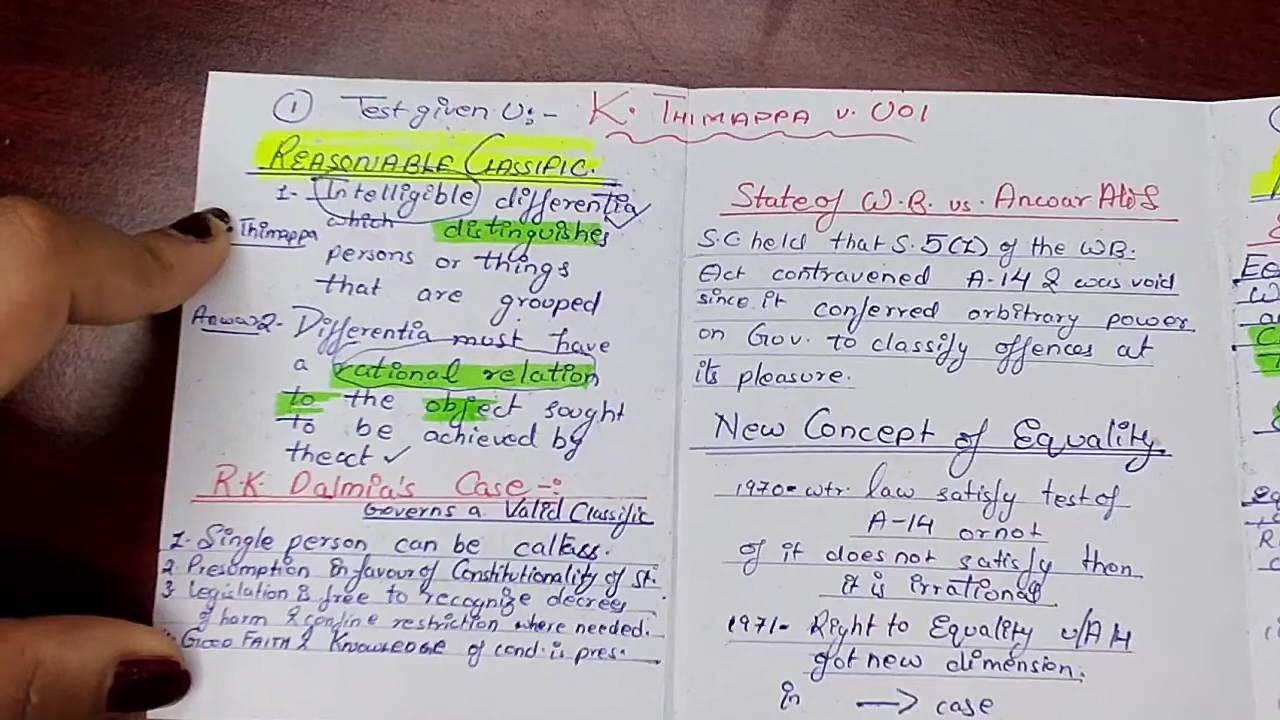 ① Test given U:- K. THIMAPPA v. UOI
REASONABLE CLASSIFIC.
1- Intelligible differentia
Thimappa which distinguishes
persons or things
that are grouped
Anwar 2- Differentia must have
a rational relation
to the object sought
to be achieved by
the act ✓
R.K Dalmia's Case -:
Governs a Valid Classific
1- Single person can be
2. Presumption in favour of Constitutionality of St.
3 Legislation is free to recognize decrees
of harm & confine restriction where needed.
GOOD FAITH & KNOWLEDGE of cond. is pres.
State of W.B. vs. Ancoar
S.C held that S. 5(1) of the WB.
Act contravened A-14 & was void
since it conferred orbitrary power
on Gov. to classify offences at
its pleasure.
New Concept of Equality
1970- wtr. law satisfy test of
A-14 or not
of it does not satisfy then
it is irrational
1971- Right to Equality v/A 14
got new dimension.
in → case